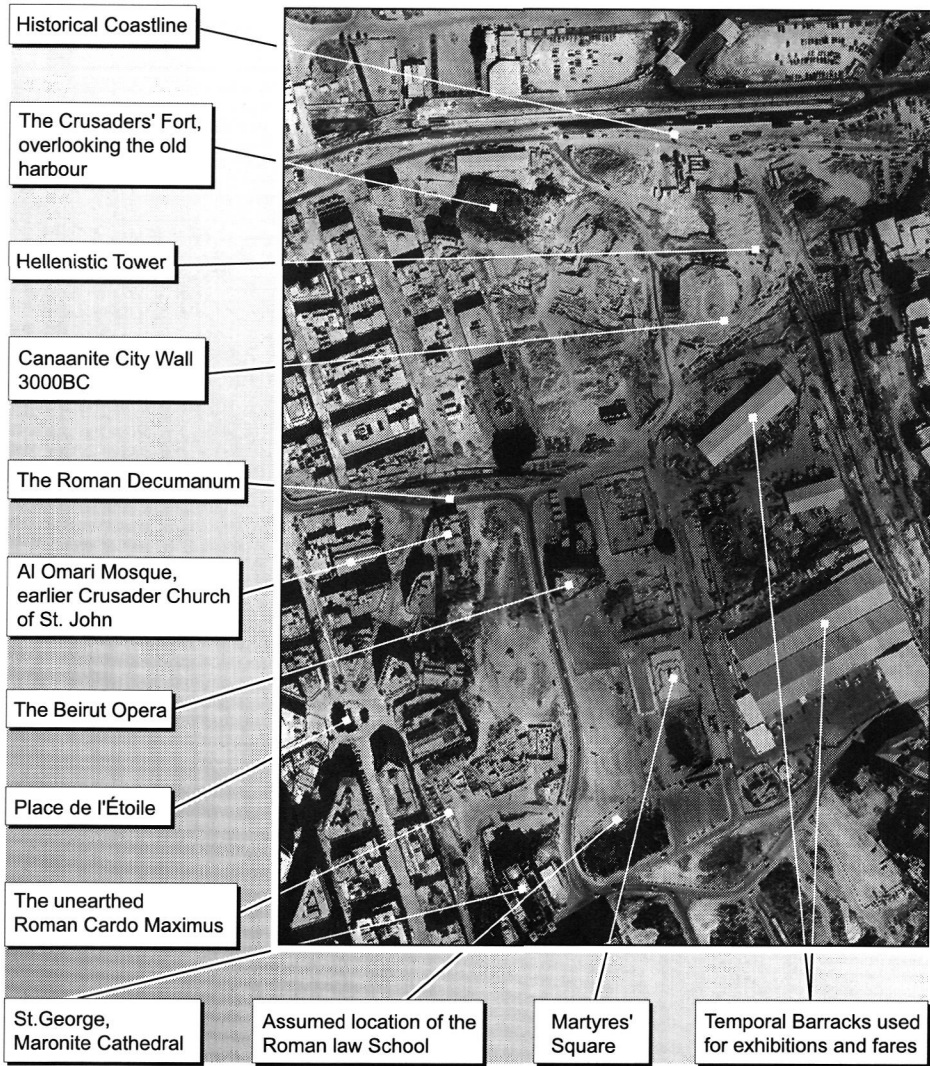 Historical Coastline
The Crusaders' Fort,
overlooking the old
harbour
Hellenistic Tower
Canaanite City Wall
3000BC
The Roman Decumanum
Al Omari Mosque,
earlier Crusader Church
of St. John
The Beirut Opera
Place de l'Étoile
The unearthed
Roman Cardo Maximus
St.George,
Maronite Cathedral
Assumed location of the
Roman law School
Martyres'
Square
Temporal Barracks used
for exhibitions and fares